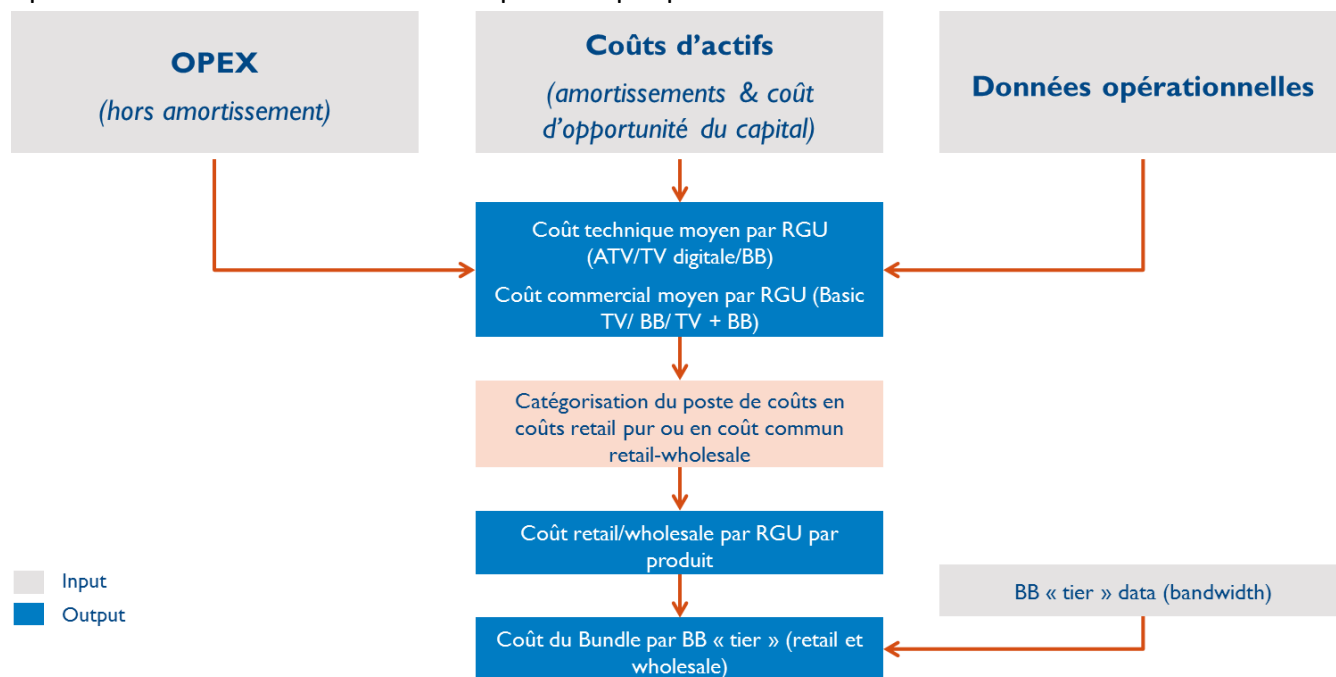 OPEX
(hors amortissement)
Coûts d’actifs
(amortissements & coût
d’opportunité du capital)
Données opérationnelles
Coût technique moyen par RGU
(ATV/TV digitale/BB)
Coût commercial moyen par RGU (Basic
TV/ BB/ TV + BB)
Catégorisation du poste de coûts en
coûts retail pur ou en coût commun
retail-wholesale
Coût retail/wholesale par RGU par
produit
Input
Output
BB « tier » data (bandwidth)
Coût du Bundle par BB « tier » (retail et
wholesale)